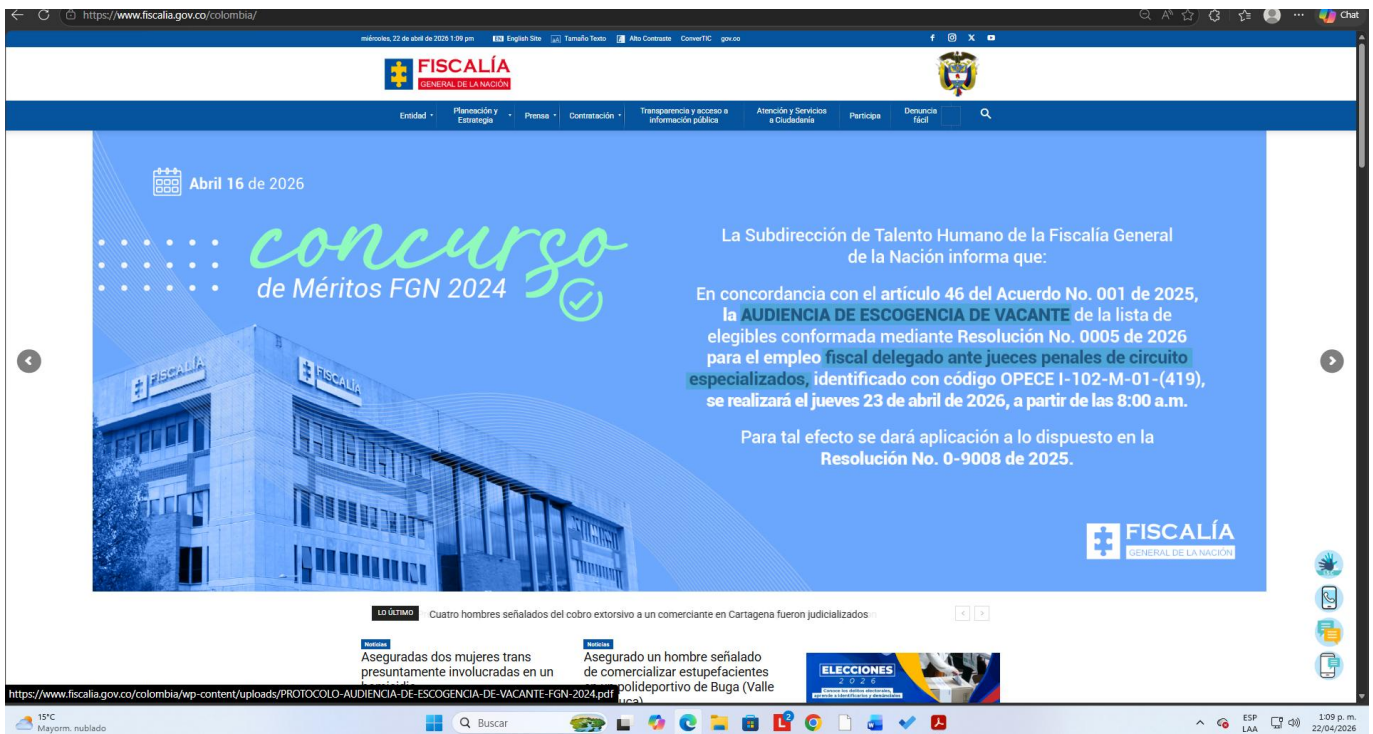 https://www.fiscalia.gov.co/colombia/
Chat
miércoles, 22 de abril de 2026 1:09 pm EN English Site Tamaño Texto Alto Contraste ConverTIC gov.co
FISCALÍA
GENERAL DE LA NACIÓN
Entidad
Planeación y
Estrategia
Prensa
Contratación
Transparencia y acceso a
información pública
Atención y Servicios
a Ciudadanía
Participa
Denuncia
fácil
Abril 16 de 2026
concurso
de Méritos FGN 2024
La Subdirección de Talento Humano de la Fiscalía General
de la Nación informa que:
En concordancia con el artículo 46 del Acuerdo No. 001 de 2025,
la AUDIENCIA DE ESCOGENCIA DE VACANTE de la lista de
elegibles conformada mediante Resolución No. 0005 de 2026
para el empleo fiscal delegado ante jueces penales de circuito
especializados, identificado con código OPECE I-102-M-01-(419),
se realizará el jueves 23 de abril de 2026, a partir de las 8:00 a.m.
Para tal efecto se dará aplicación a lo dispuesto en la
Resolución No. 0-9008 de 2025.
FISCALÍA
FISCALÍA
FISCALÍA
GENERAL DE LA NACIÓN
LO ÚLTIMO Cuatro hombres señalados del cobro extorsivo a un comerciante en Cartagena fueron judicializados
Noticias
Aseguradas dos mujeres trans
presuntamente involucradas en un
Noticias
Asegurado un hombre señalado
de comercializar estupefacientes
polideportivo de Buga (Valle
ELECCIONES
2026
Conoce los delitos electorales,
aprende a identificarlos y denúncialos
https://www.fiscalia.gov.co/colombia/wp-content/uploads/PROTOCOLO-AUDIENCIA-DE-ESCOGENCIA-DE-VACANTE-FGN-2024.pdf
15°C
Mayorm. nublado
Buscar
ESP
LAA
1:09 p. m.
22/04/2026